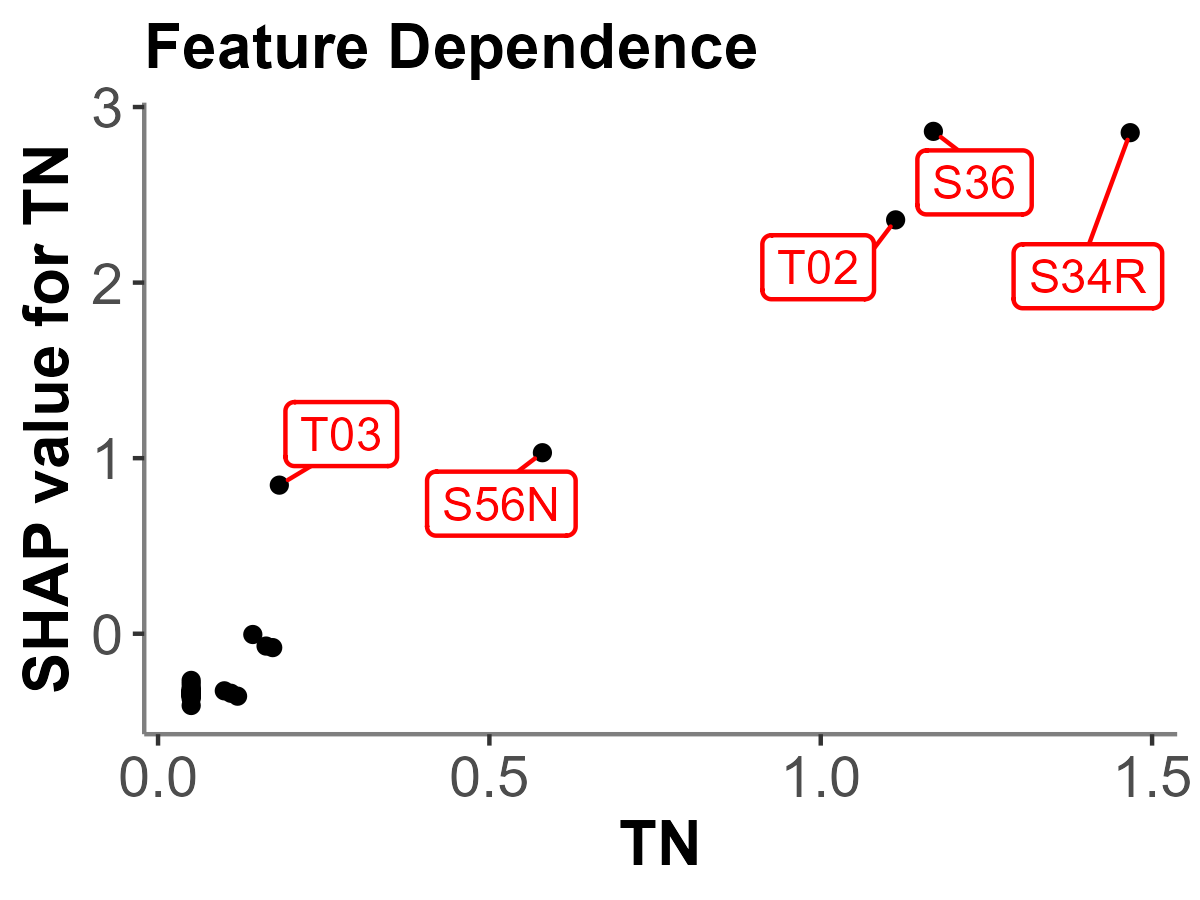 Feature Dependence
SHAP value for TN
3
2
1
0
S36
T02
S34R
T03
S56N
0.0 0.5 1.0 1.5
TN